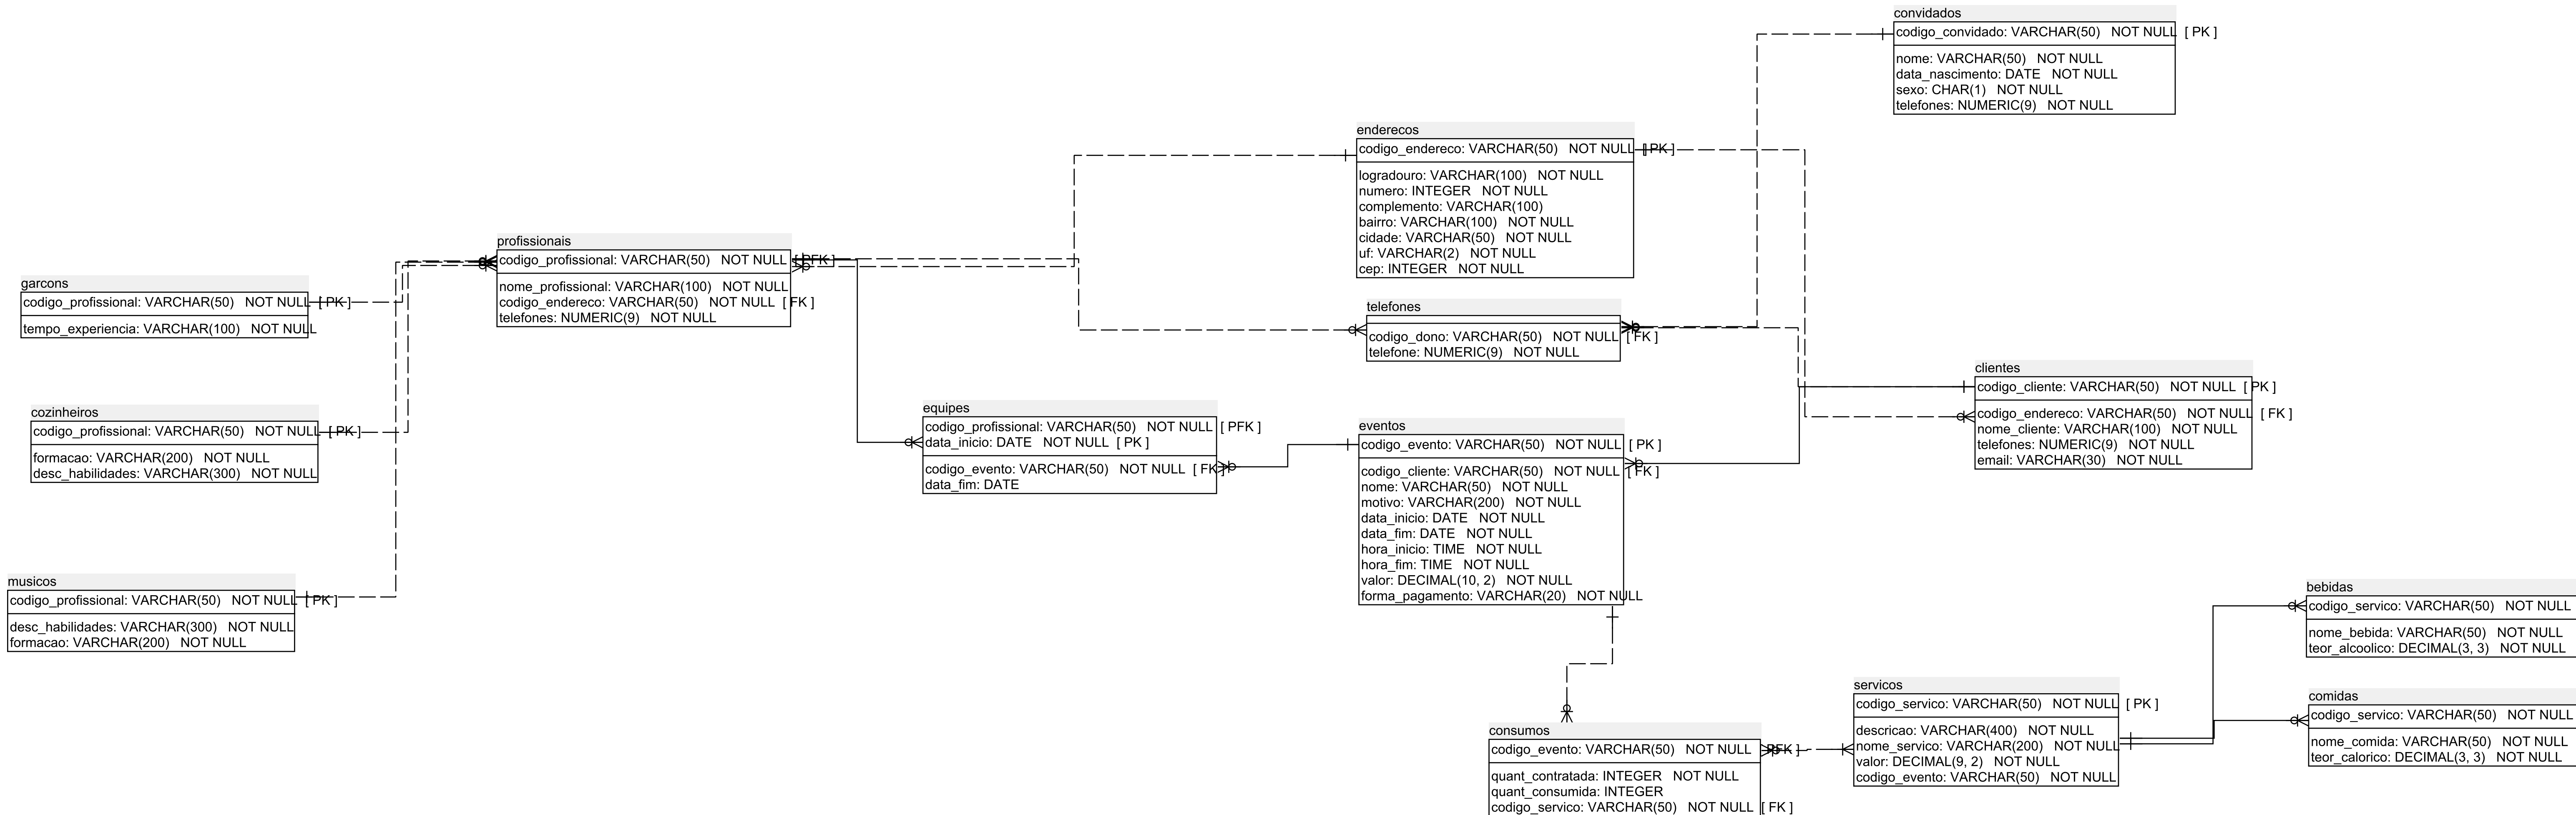 convidados
codigo_convidado: VARCHAR(50) NOT NULL [ PK ]
nome: VARCHAR(50) NOT NULL
data_nascimento: DATE NOT NULL
sexo: CHAR(1) NOT NULL
telefones: NUMERIC(9) NOT NULL
enderecos
codigo_endereco: VARCHAR(50) NOT NULL [ PK ]
logradouro: VARCHAR(100) NOT NULL
numero: INTEGER NOT NULL
complemento: VARCHAR(100)
bairro: VARCHAR(100) NOT NULL
cidade: VARCHAR(50) NOT NULL
uf: VARCHAR(2) NOT NULL
cep: INTEGER NOT NULL
profissionais
codigo_profissional: VARCHAR(50) NOT NULL [ PFK ]
nome_profissional: VARCHAR(100) NOT NULL
codigo_endereco: VARCHAR(50) NOT NULL [ FK ]
telefones: NUMERIC(9) NOT NULL
garcons
codigo_profissional: VARCHAR(50) NOT NULL [ PK ]
tempo_experiencia: VARCHAR(100) NOT NULL
telefones
codigo_dono: VARCHAR(50) NOT NULL [ FK ]
telefone: NUMERIC(9) NOT NULL
clientes
codigo_cliente: VARCHAR(50) NOT NULL [ PK ]
codigo_endereco: VARCHAR(50) NOT NULL [ FK ]
nome_cliente: VARCHAR(100) NOT NULL
telefones: NUMERIC(9) NOT NULL
email: VARCHAR(30) NOT NULL
cozinheiros
codigo_profissional: VARCHAR(50) NOT NULL [ PK ]
formacao: VARCHAR(200) NOT NULL
desc_habilidades: VARCHAR(300) NOT NULL
equipes
codigo_profissional: VARCHAR(50) NOT NULL [ PFK ]
data_inicio: DATE NOT NULL [ PK ]
codigo_evento: VARCHAR(50) NOT NULL [ FK ]
data_fim: DATE
eventos
codigo_evento: VARCHAR(50) NOT NULL [ PK ]
codigo_cliente: VARCHAR(50) NOT NULL [ FK ]
nome: VARCHAR(50) NOT NULL
motivo: VARCHAR(200) NOT NULL
data_inicio: DATE NOT NULL
data_fim: DATE NOT NULL
hora_inicio: TIME NOT NULL
hora_fim: TIME NOT NULL
valor: DECIMAL(10, 2) NOT NULL
forma_pagamento: VARCHAR(20) NOT NULL
musicos
codigo_profissional: VARCHAR(50) NOT NULL [ PK ]
desc_habilidades: VARCHAR(300) NOT NULL
formacao: VARCHAR(200) NOT NULL
bebidas
codigo_servico: VARCHAR(50) NOT NULL
nome_bebida: VARCHAR(50) NOT NULL
teor_alcoolico: DECIMAL(3, 3) NOT NULL
servicos
codigo_servico: VARCHAR(50) NOT NULL [ PK ]
descricao: VARCHAR(400) NOT NULL
nome_servico: VARCHAR(200) NOT NULL
valor: DECIMAL(9, 2) NOT NULL
codigo_evento: VARCHAR(50) NOT NULL
comidas
codigo_servico: VARCHAR(50) NOT NULL
nome_comida: VARCHAR(50) NOT NULL
teor_calorico: DECIMAL(3, 3) NOT NULL
consumos
codigo_evento: VARCHAR(50) NOT NULL [ PFK ]
quant_contratada: INTEGER NOT NULL
quant_consumida: INTEGER
codigo_servico: VARCHAR(50) NOT NULL [ FK ]